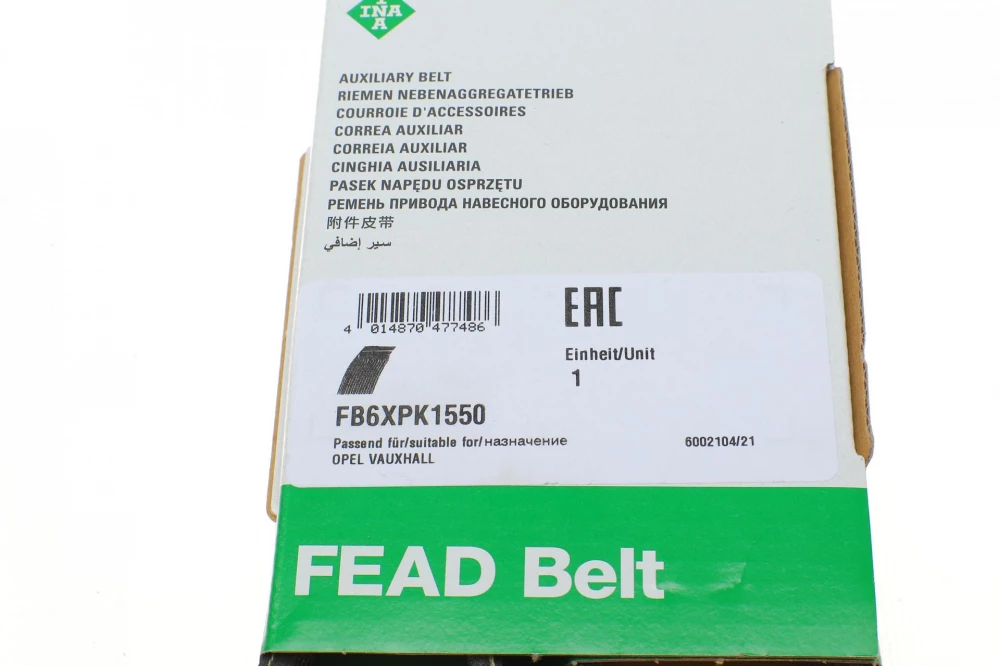 INA
AUXILIARY BELT
RIEMEN NEBENAGGREGATETRIEB
COURROIE D'ACCESSOIRES
CORREA AUXILIAR
CORREIA AUXILIAR
CINGHIA AUSILIARIA
PASEK NAPĘDU OSPRZĘTU
РЕМЕНЬ ПРИВОДА НАВЕСНОГО ОБОРУДОВАНИЯ
附件皮带
سير إضافي
4 014870 477486
EAC
Einheit/Unit
1
FB6XPK1550
Passend für/suitable for/назначение
6002104/21
OPEL VAUXHALL
FEAD Belt